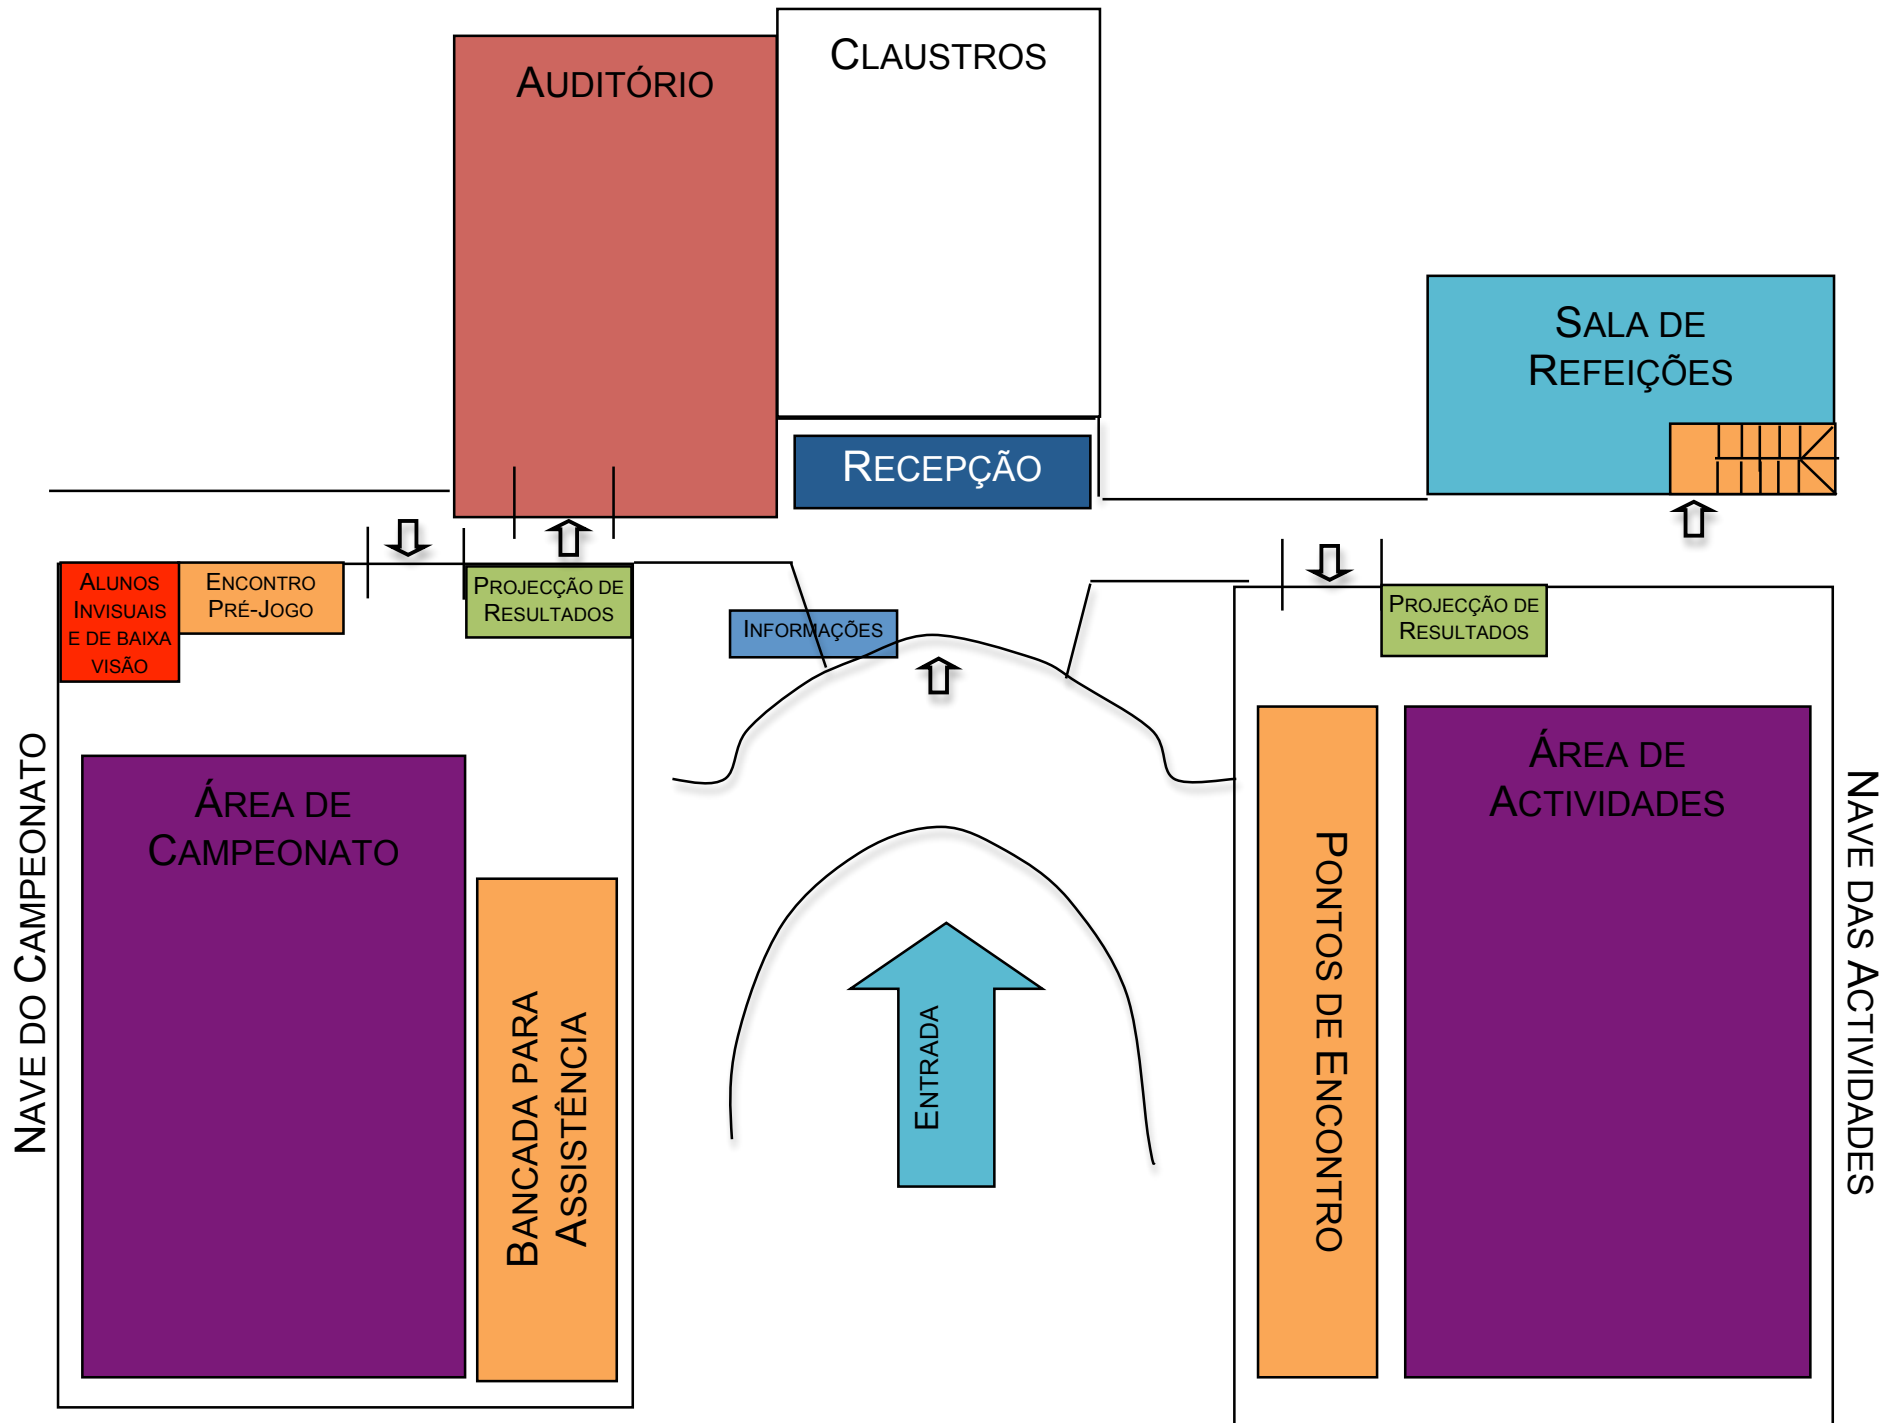 CLAUSTROS
AUDITÓRIO
SALA DE
REFEIÇÕES
RECEPÇÃO
ALUNOS
INVISUAIS
E DE BAIXA
VISÃO
ENCONTRO
PRÉ-JOGO
PROJECÇÃO DE
RESULTADOS
INFORMAÇÕES
PROJECÇÃO DE
RESULTADOS
NAVE DO CAMPEONATO
ÁREA DE
CAMPEONATO
BANCADA PARA
ASSISTÊNCIA
ENTRADA
PONTOS DE ENCONTRO
ÁREA DE
ACTIVIDADES
NAVE DAS ACTIVIDADES